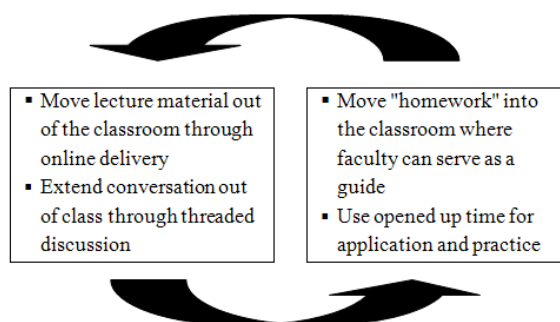 ▪ Move lecture material out
of the classroom through
online delivery
▪ Extend conversation out
of class through threaded
discussion
▪ Move "homework" into
the classroom where
faculty can serve as a
guide
▪ Use opened up time for
application and practice